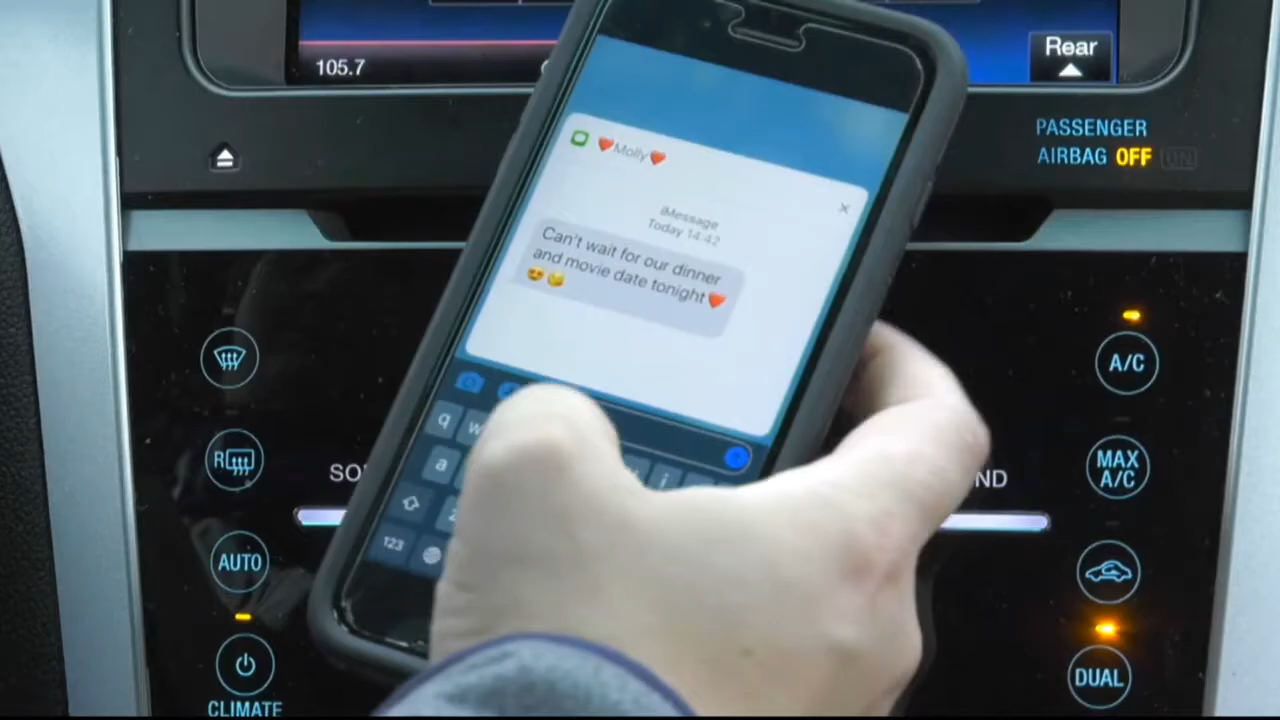 105.7
Rear
PASSENGER
AIRBAG OFF ON
❤️Molly❤️
iMessage
Today 14:42
Can't wait for our dinner
and movie date tonight❤️
😍😏
A/C
R
MAX
A/C
q w
a
i
123
AUTO
CLIMATE
DUAL